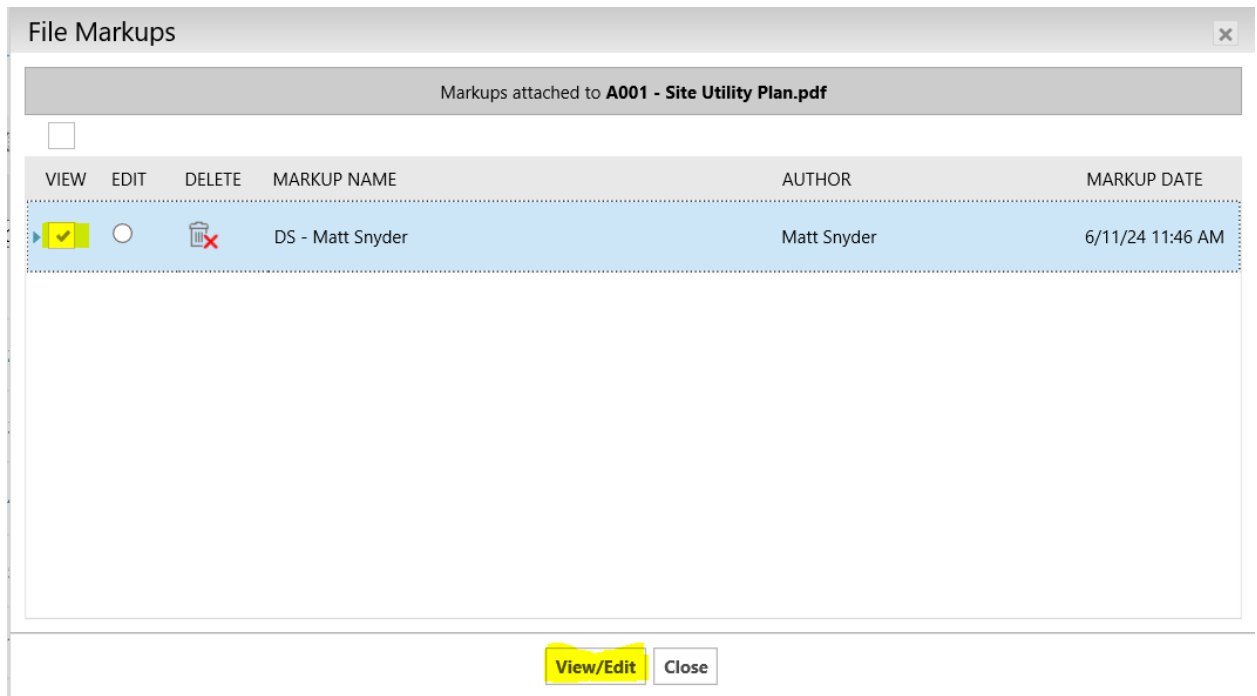 File Markups
Markups attached to A001 - Site Utility Plan.pdf
VIEW EDIT DELETE MARKUP NAME AUTHOR MARKUP DATE
DS - Matt Snyder Matt Snyder 6/11/24 11:46 AM
View/Edit Close